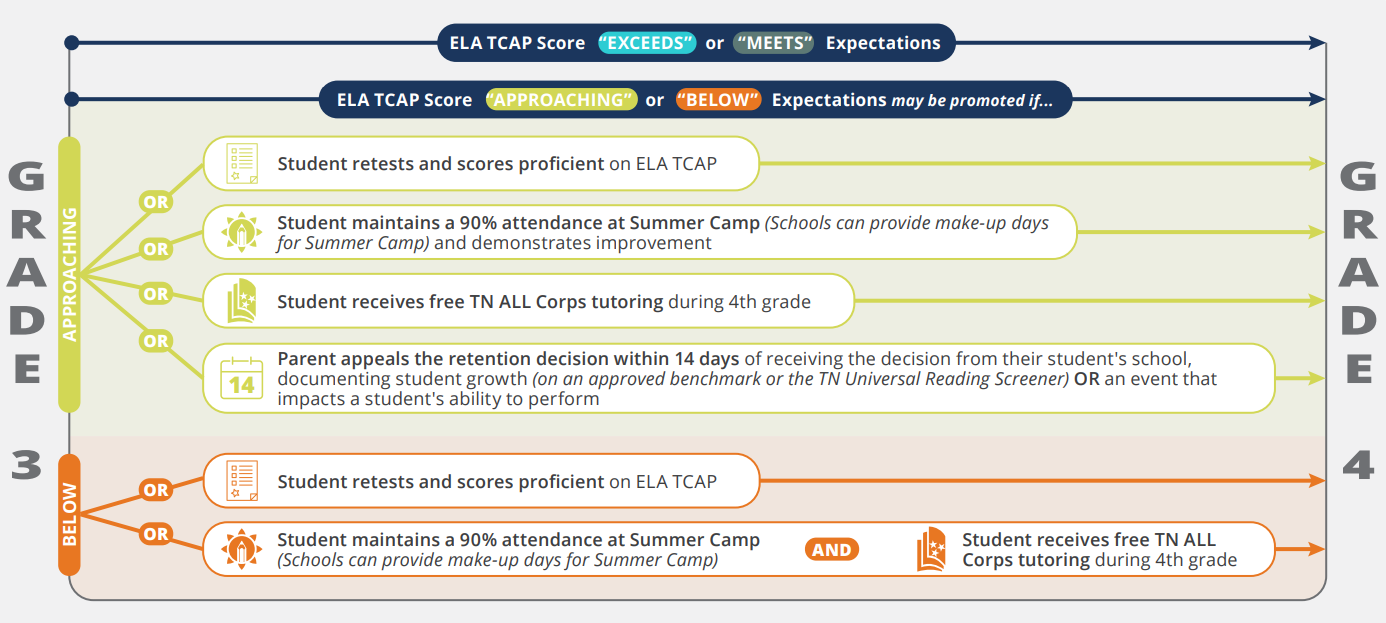 ELA TCAP Score "EXCEEDS" or "MEETS" Expectations
ELA TCAP Score "APPROACHING" or "BELOW" Expectations may be promoted if...
GRADE
3
APPROACHING
OR
Student retests and scores proficient on ELA TCAP
OR
Student maintains a 90% attendance at Summer Camp (Schools can provide make-up days
for Summer Camp) and demonstrates improvement
OR
Student receives free TN ALL Corps tutoring during 4th grade
OR
14
Parent appeals the retention decision within 14 days of receiving the decision from their student's school,
documenting student growth (on an approved benchmark or the TN Universal Reading Screener) OR an event that
impacts a student's ability to perform
BELOW
OR
Student retests and scores proficient on ELA TCAP
OR
Student maintains a 90% attendance at Summer Camp
(Schools can provide make-up days for Summer Camp)
AND
Student receives free TN ALL
Corps tutoring during 4th grade
GRADE
4